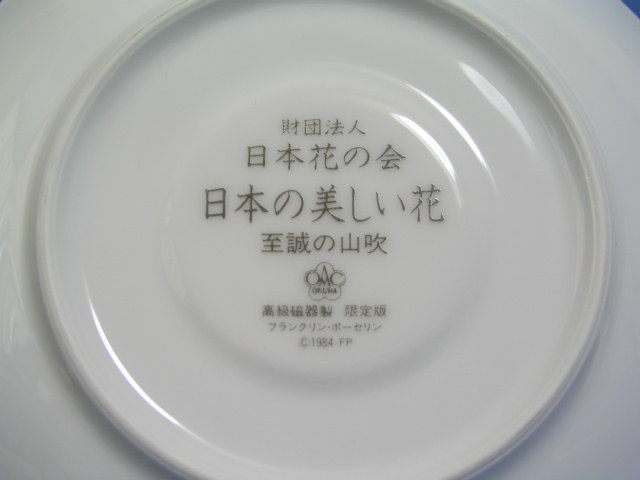 財団法人
日本花の会
日本の美しい花
至誠の山吹
OAC
OKURA
高級磁器製 限定版
フランクリン・ポーセリン
©1984 FP